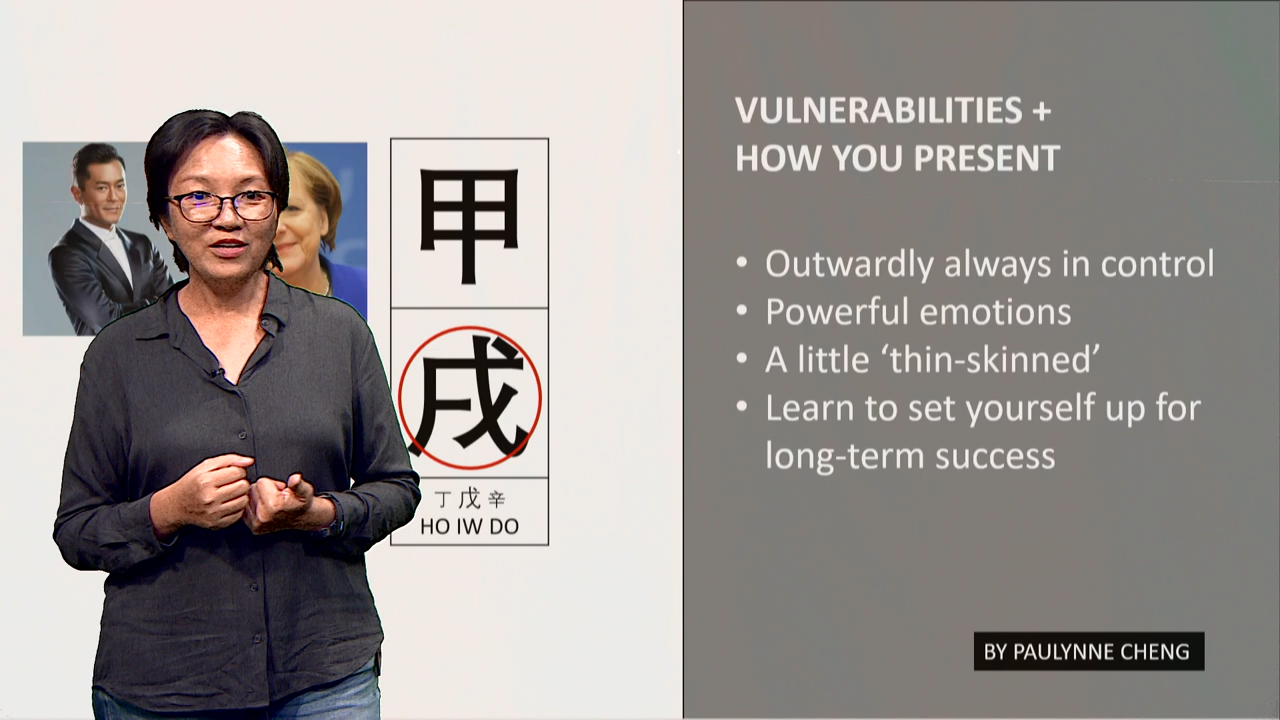 甲
戌
丁戊辛
HO IW DO
VULNERABILITIES +
HOW YOU PRESENT
• Outwardly always in control
• Powerful emotions
• A little ‘thin-skinned’
• Learn to set yourself up for
long-term success
BY PAULYNNE CHENG